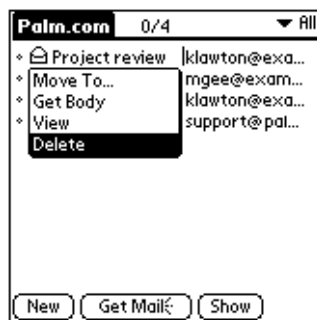 Palm.com 0/4 All
Project review klawton@exa...
Move To... mgee@exam...
Get Body klawton@exa...
View support@pal...
Delete
New Get Mail Show